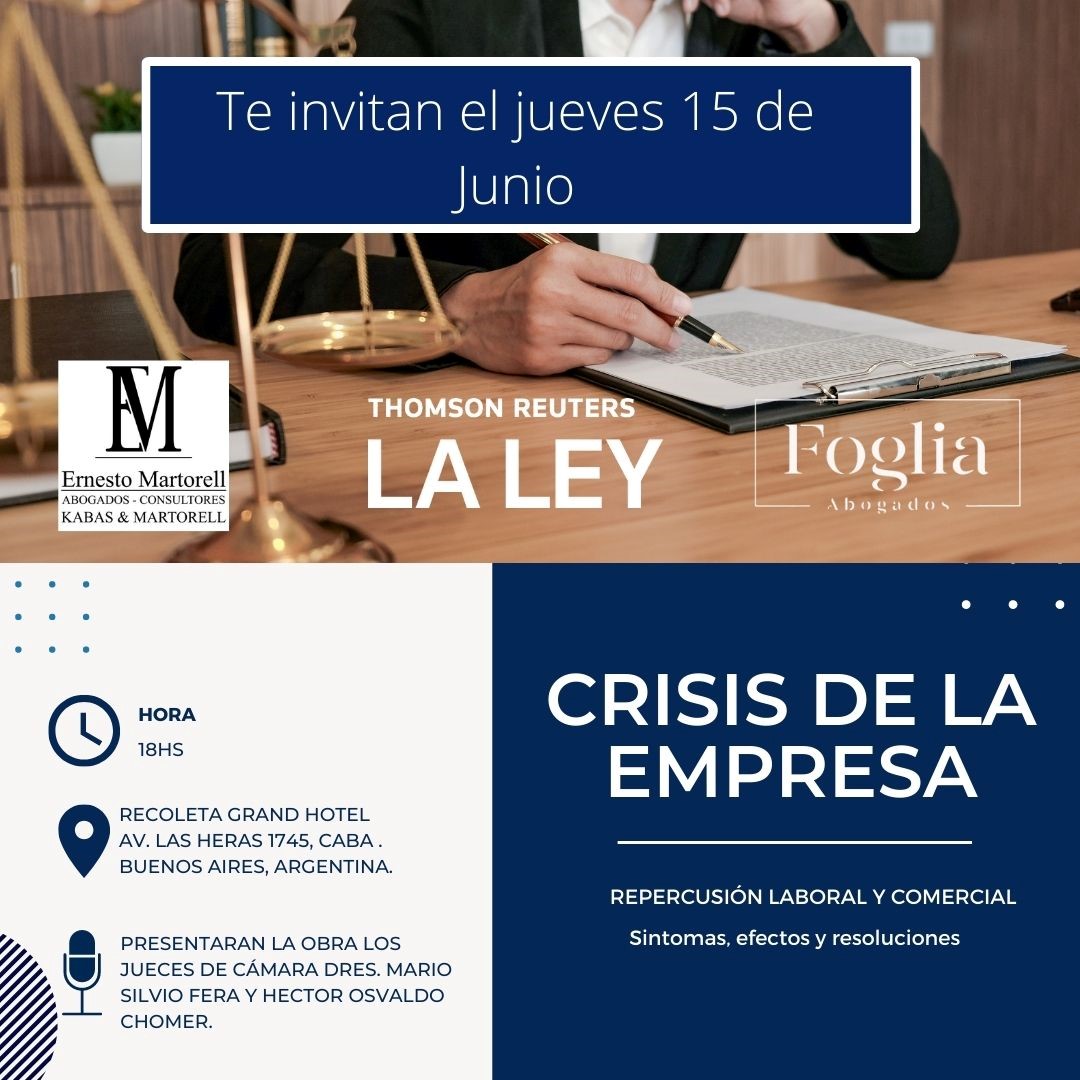 Te invitan el jueves 15 de
Junio
EM
Ernesto Martorell
ABOGADOS - CONSULTORES
KABAS & MARTORELL
THOMSON REUTERS
LA LEY
Foglia
Abogados
HORA
18HS
RECOLETA GRAND HOTEL
AV. LAS HERAS 1745, CABA .
BUENOS AIRES, ARGENTINA.
PRESENTARAN LA OBRA LOS
JUECES DE CÁMARA DRES. MARIO
SILVIO FERA Y HECTOR OSVALDO
CHOMER.
CRISIS DE LA
EMPRESA
REPERCUSIÓN LABORAL Y COMERCIAL
Sintomas, efectos y resoluciones